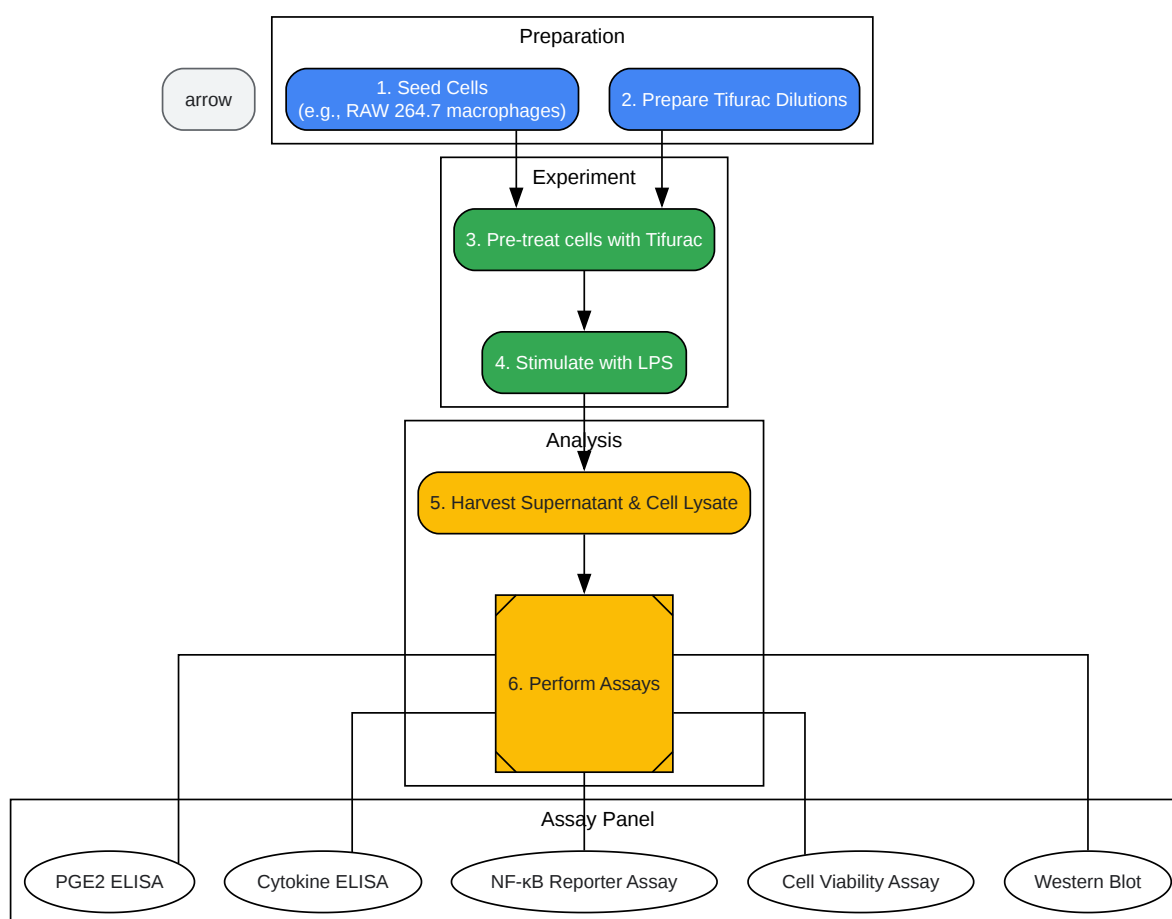 Preparation
arrow
1. Seed Cells
(e.g., RAW 264.7 macrophages)
2. Prepare Tifurac Dilutions
Experiment
3. Pre-treat cells with Tifurac
4. Stimulate with LPS
Analysis
5. Harvest Supernatant & Cell Lysate
6. Perform Assays
Assay Panel
PGE2 ELISA
Cytokine ELISA
NF-κB Reporter Assay
Cell Viability Assay
Western Blot